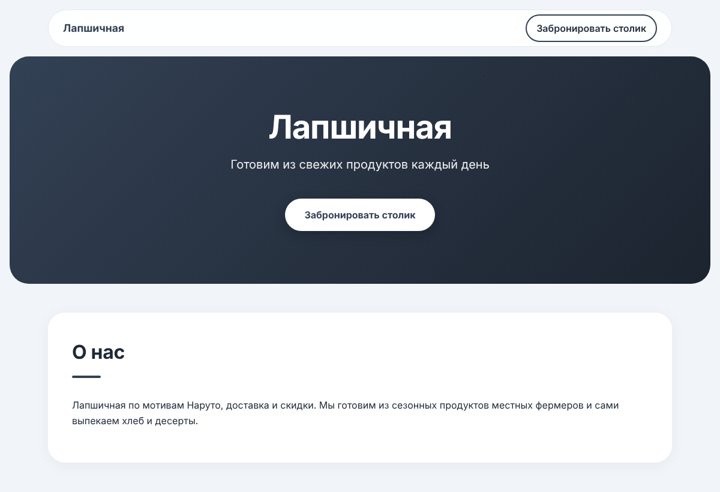 Лапшичная
Забронировать столик
Лапшичная
Готовим из свежих продуктов каждый день
Забронировать столик
О нас
Лапшичная по мотивам Наруто, доставка и скидки. Мы готовим из сезонных продуктов местных фермеров и сами
выпекаем хлеб и десерты.